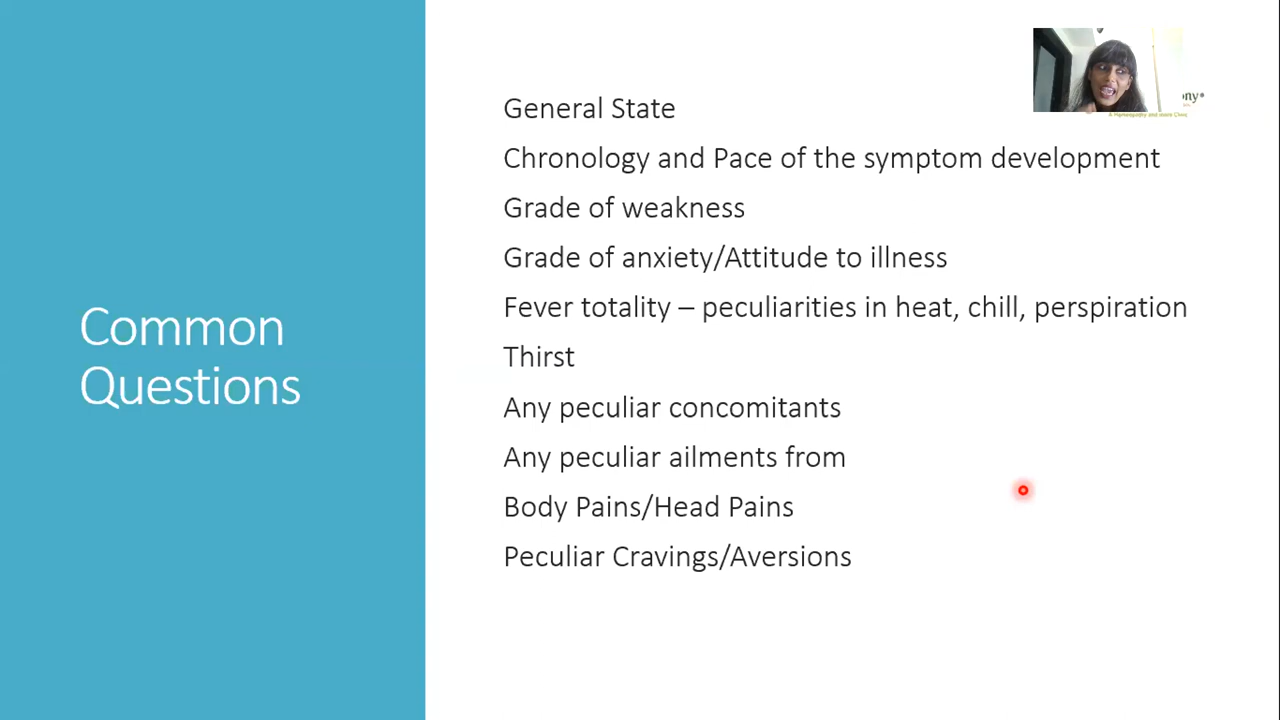 General State
Chronology and Pace of the symptom development
Grade of weakness
Grade of anxiety/Attitude to illness
Fever totality – peculiarities in heat, chill, perspiration
Thirst
Any peculiar concomitants
Any peculiar ailments from
Body Pains/Head Pains
Peculiar Cravings/Aversions
Common
Questions